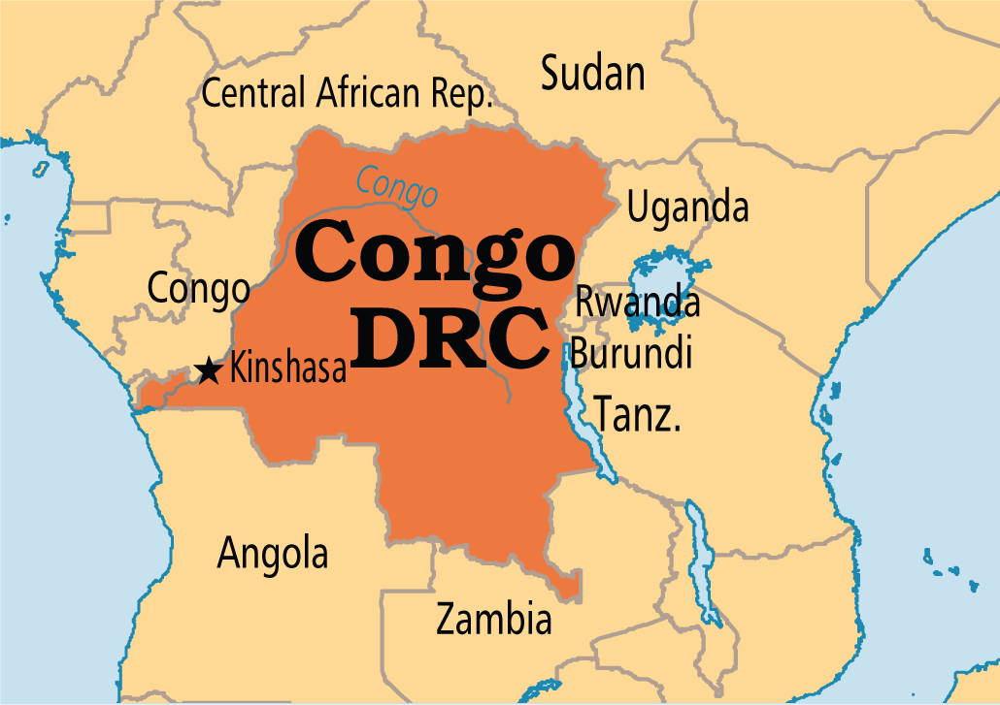 Sudan
Central African Rep.
Congo
Uganda
Congo
DRC
Congo
Rwanda
Burundi
Kinshasa
Tanz.
Angola
Zambia